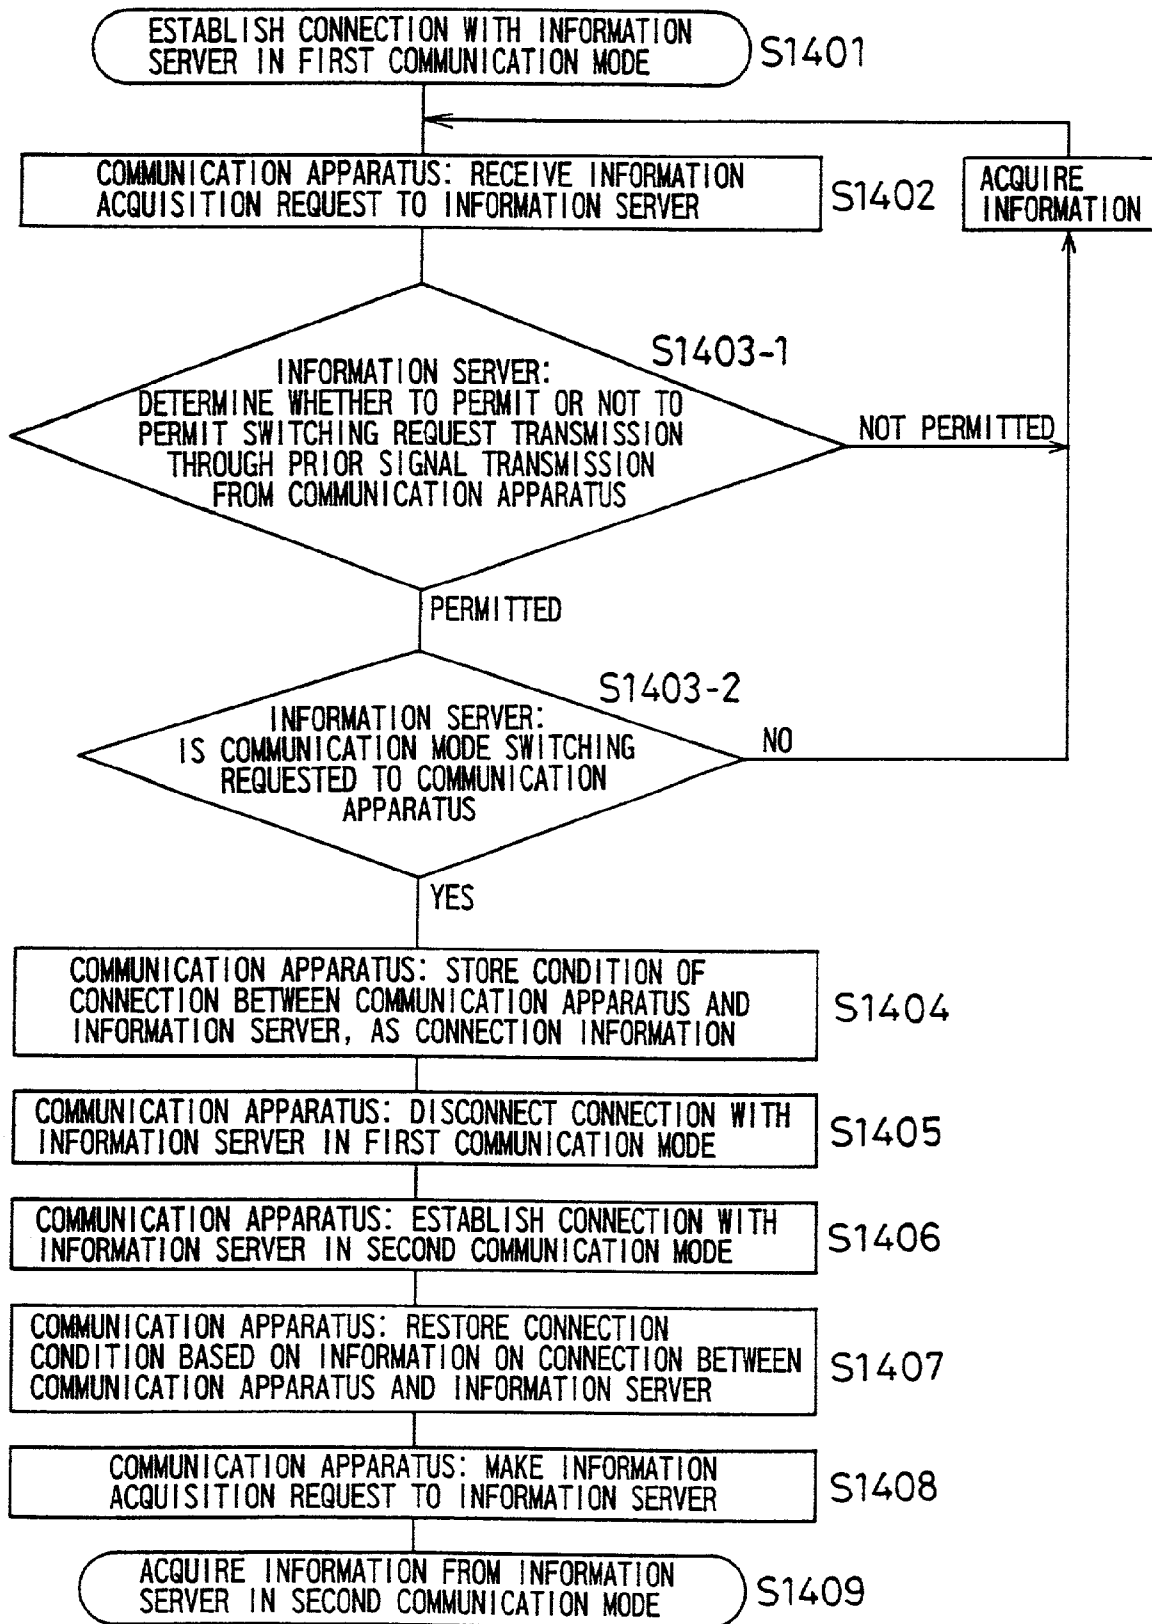 ESTABLISH CONNECTION WITH INFORMATION
SERVER IN FIRST COMMUNICATION MODE
S1401
COMMUNICATION APPARATUS: RECEIVE INFORMATION
ACQUISITION REQUEST TO INFORMATION SERVER
S1402
ACQUIRE
INFORMATION
S1403-1
INFORMATION SERVER:
DETERMINE WHETHER TO PERMIT OR NOT TO
PERMIT SWITCHING REQUEST TRANSMISSION
THROUGH PRIOR SIGNAL TRANSMISSION
FROM COMMUNICATION APPARATUS
NOT PERMITTED
PERMITTED
S1403-2
INFORMATION SERVER:
IS COMMUNICATION MODE SWITCHING
REQUESTED TO COMMUNICATION
APPARATUS
NO
YES
COMMUNICATION APPARATUS: STORE CONDITION OF
CONNECTION BETWEEN COMMUNICATION APPARATUS AND
INFORMATION SERVER, AS CONNECTION INFORMATION
S1404
COMMUNICATION APPARATUS: DISCONNECT CONNECTION WITH
INFORMATION SERVER IN FIRST COMMUNICATION MODE
S1405
COMMUNICATION APPARATUS: ESTABLISH CONNECTION WITH
INFORMATION SERVER IN SECOND COMMUNICATION MODE
S1406
COMMUNICATION APPARATUS: RESTORE CONNECTION
CONDITION BASED ON INFORMATION ON CONNECTION BETWEEN
COMMUNICATION APPARATUS AND INFORMATION SERVER
S1407
COMMUNICATION APPARATUS: MAKE INFORMATION
ACQUISITION REQUEST TO INFORMATION SERVER
S1408
ACQUIRE INFORMATION FROM INFORMATION
SERVER IN SECOND COMMUNICATION MODE
S1409